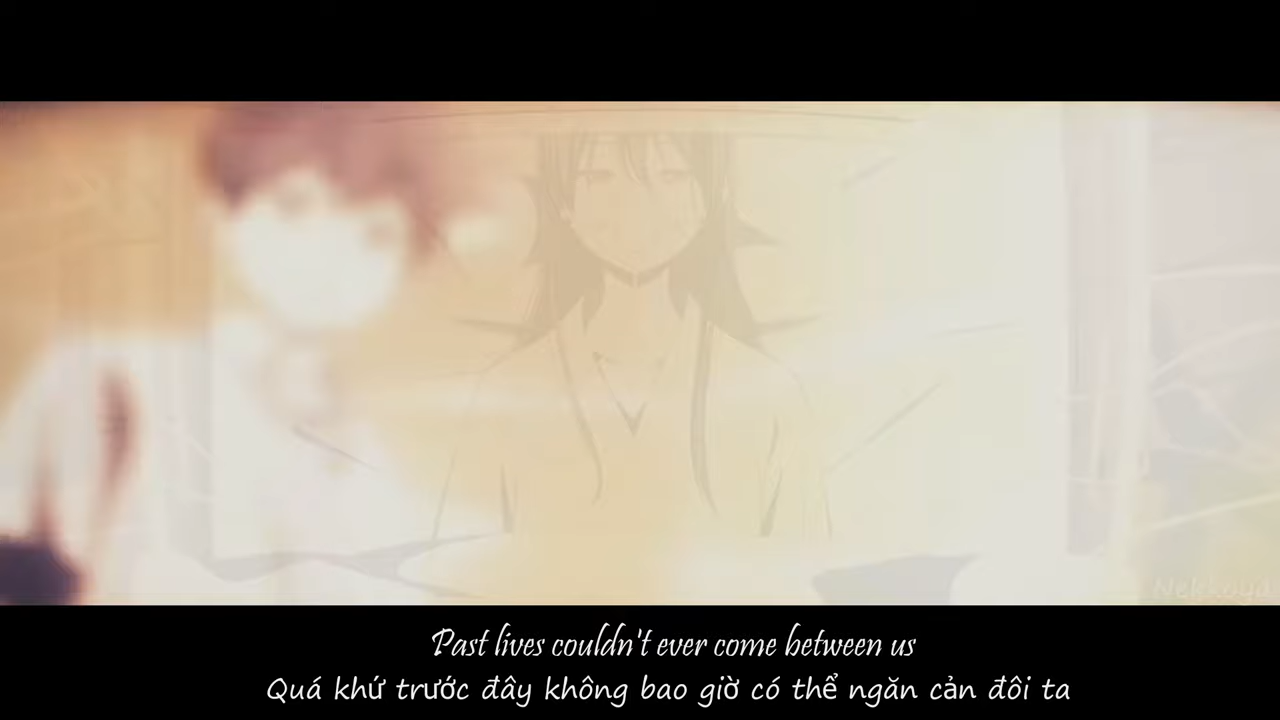 Past lives couldn't ever come between us
Quá khứ trước đây không bao giờ có thể ngăn cản đôi ta